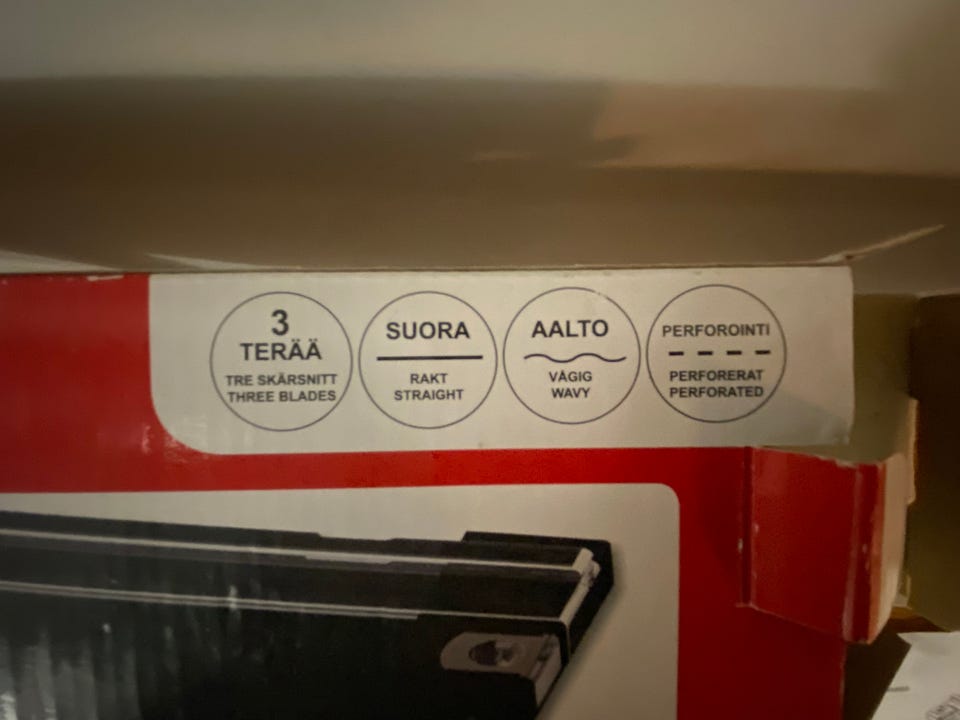 3
TERÄÄ
TRE SKÄRSNITT
THREE BLADES
SUORA
RAKT
STRAIGHT
AALTO
VÅGIG
WAVY
PERFOROINTI
PERFORERAT
PERFORATED